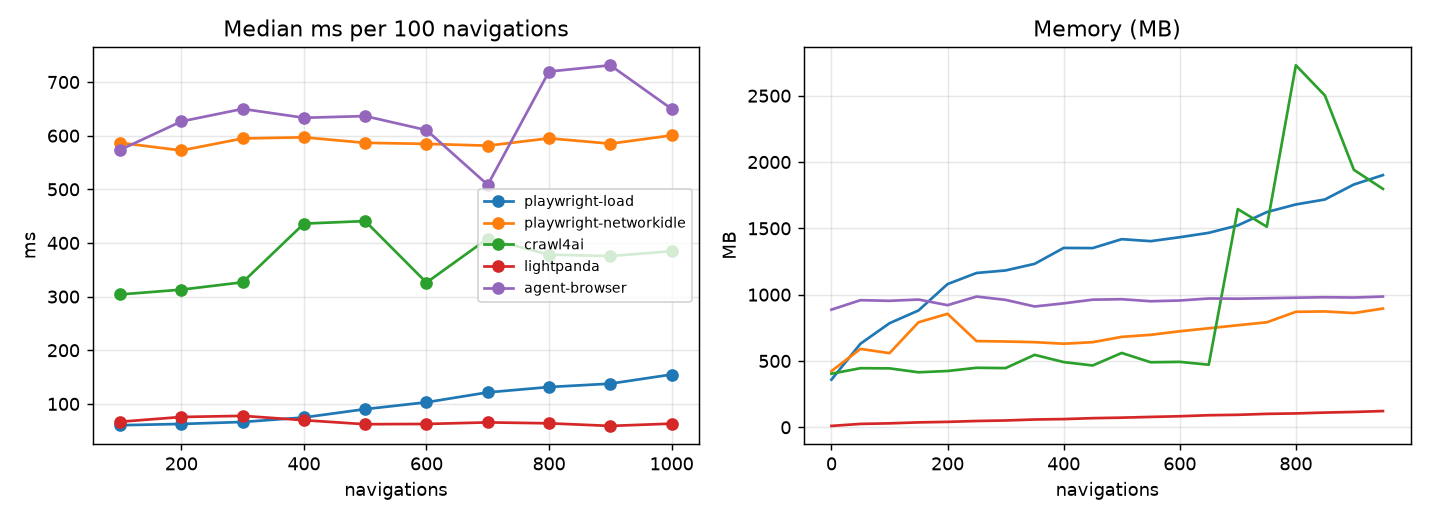 Median ms per 100 navigations
700
600
500
400
300
200
100
ms
200
400
600
800
1000
navigations
playwright-load
playwright-networkidle
crawl4ai
lightpanda
agent-browser
Memory (MB)
2500
2000
1500
1000
500
0
MB
0
200
400
600
800
navigations